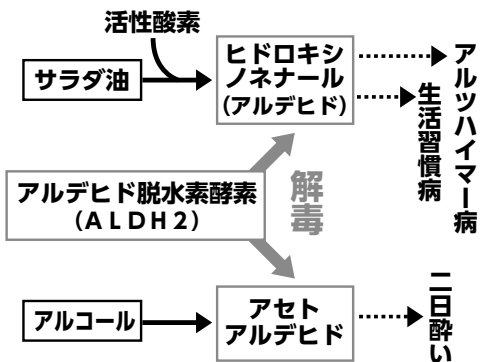 活性酸素
サラダ油
ヒドロキシ
ノネナール
(アルデヒド)
アルツハイマー病
生活習慣病
アルデヒド脱水素酵素
(ALDH2)
解毒
アルコール
アセト
アルデヒド
二日酔い